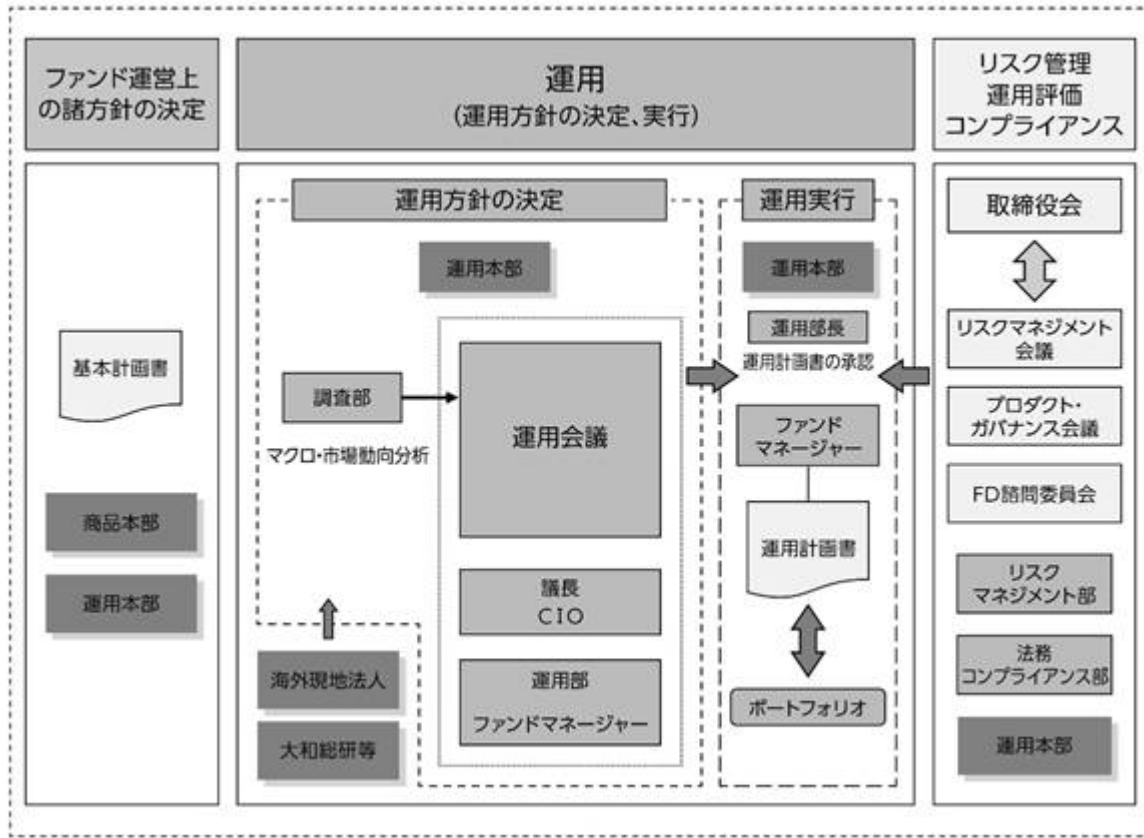 ファンド運営上
の諸方針の決定
運用
(運用方針の決定、実行)
リスク管理
運用評価
コンプライアンス
基本計画書
商品本部
運用本部
運用方針の決定
運用本部
調査部
マクロ・市場動向分析
運用会議
議長
CIO
運用部
ファンドマネージャー
海外現地法人
大和総研等
運用実行
運用本部
運用部長
運用計画書の承認
ファンド
マネージャー
運用計画書
ポートフォリオ
取締役会
リスクマネジメント
会議
プロダクト・
ガバナンス会議
FD諮問委員会
リスク
マネジメント部
法務
コンプライアンス部
運用本部